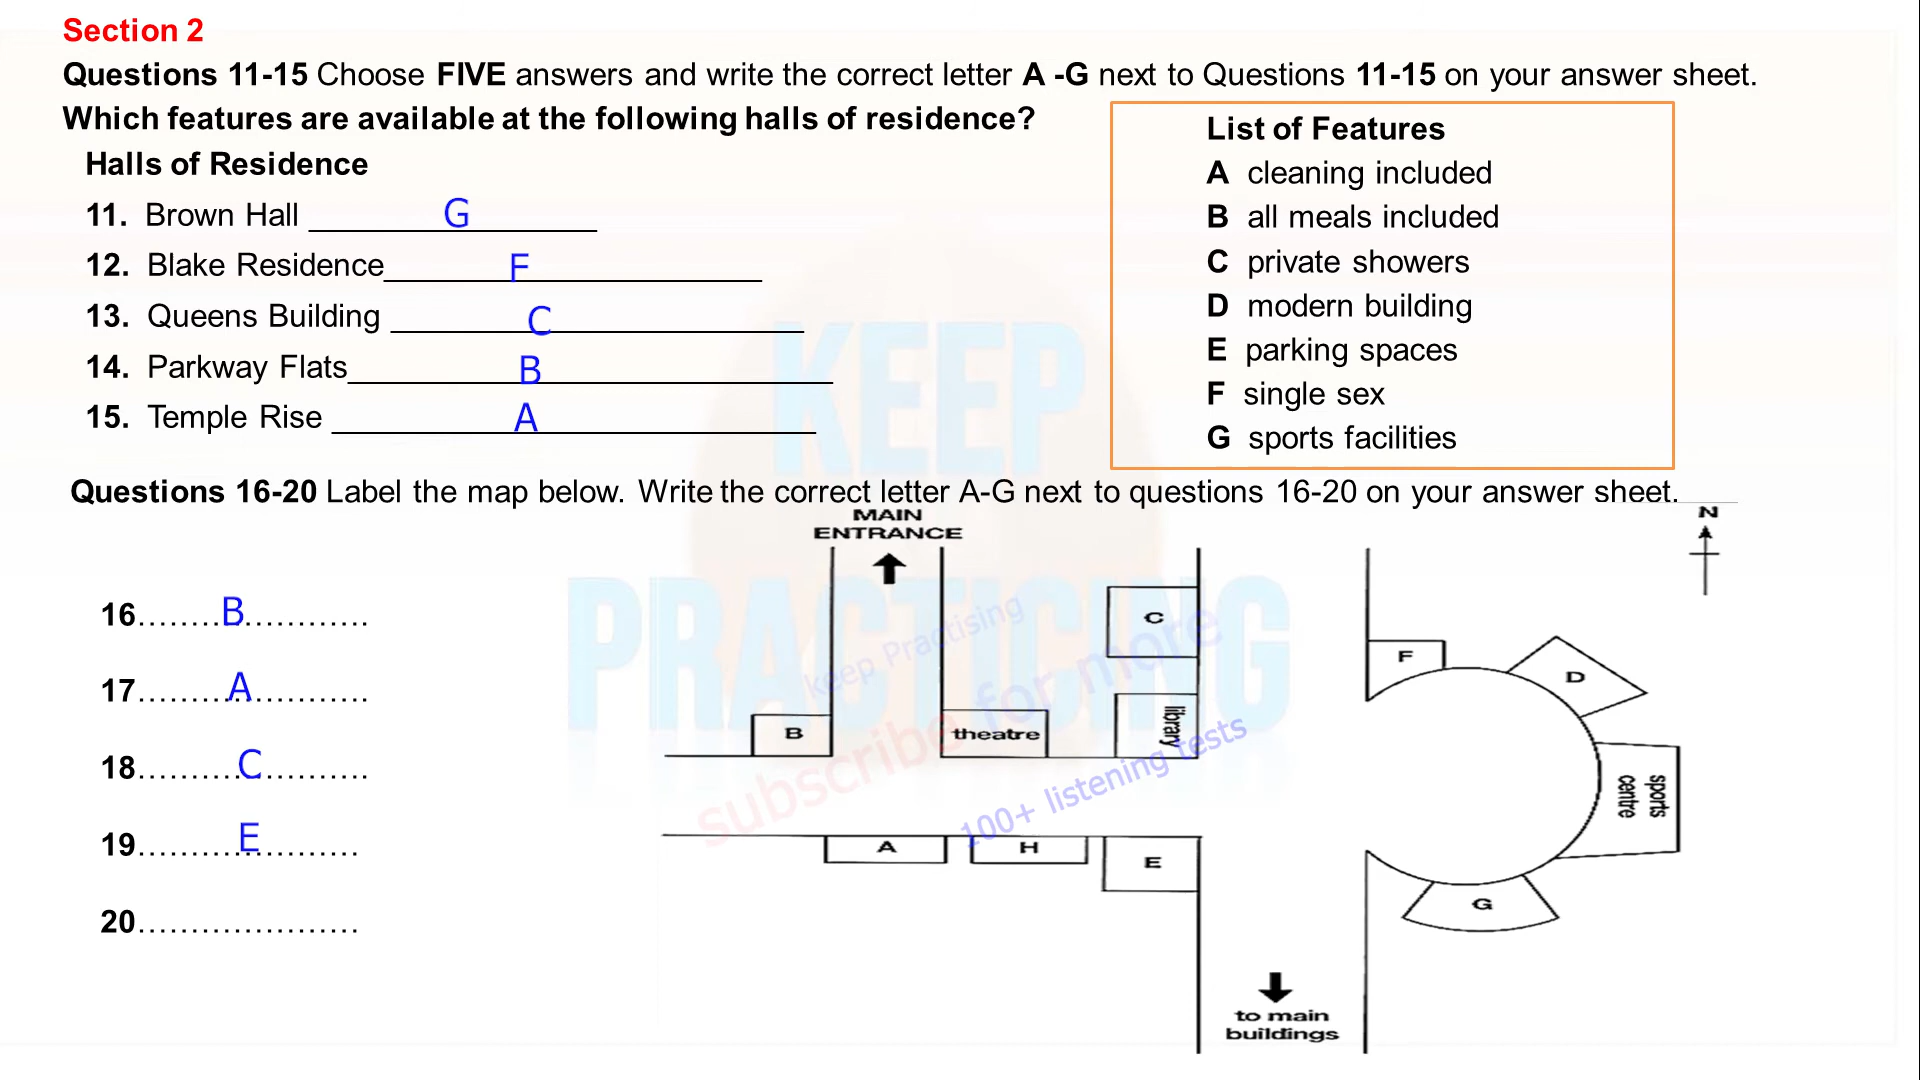 Section 2
Questions 11-15 Choose FIVE answers and write the correct letter A -G next to Questions 11-15 on your answer sheet.
Which features are available at the following halls of residence?
Halls of Residence
11. Brown Hall __________ G
12. Blake Residence__________ F
13. Queens Building __________ C
14. Parkway Flats__________ B
15. Temple Rise __________ A
List of Features
A cleaning included
B all meals included
C private showers
D modern building
E parking spaces
F single sex
G sports facilities
Questions 16-20 Label the map below. Write the correct letter A-G next to questions 16-20 on your answer sheet.
16........B............
17.........A............
18..........C..........
19..........E..........
20.....................
MAIN
ENTRANCE
N
C
F
D
B
theatre
library
sports
centre
A
H
E
G
to main
buildings
KEEP
PRACTICING
keep Practising
subscribe for more
100+ listening tests